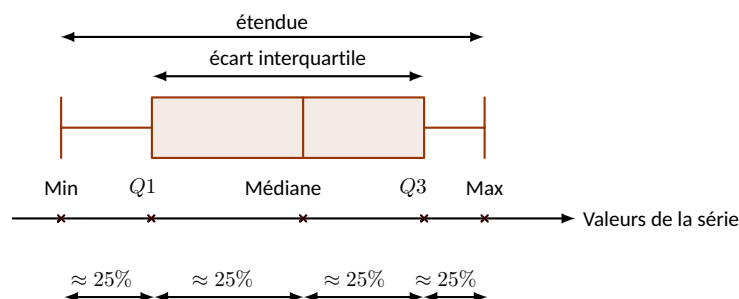 étendue
écart interquartile
Min Q1 Médiane Q3 Max
Valeurs de la série
≈ 25% ≈ 25% ≈ 25% ≈ 25%